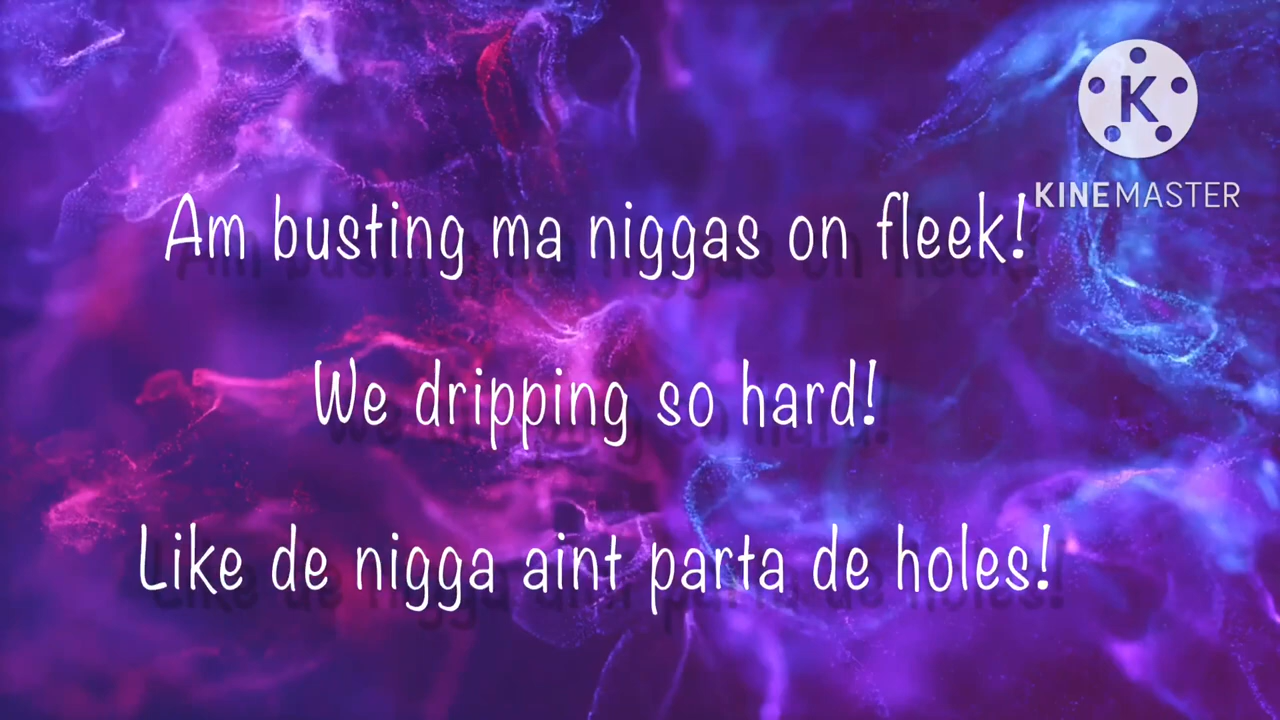 K
KINEMASTER
Am busting ma niggas on fleek!
We dripping so hard!
Like de nigga aint parta de holes!